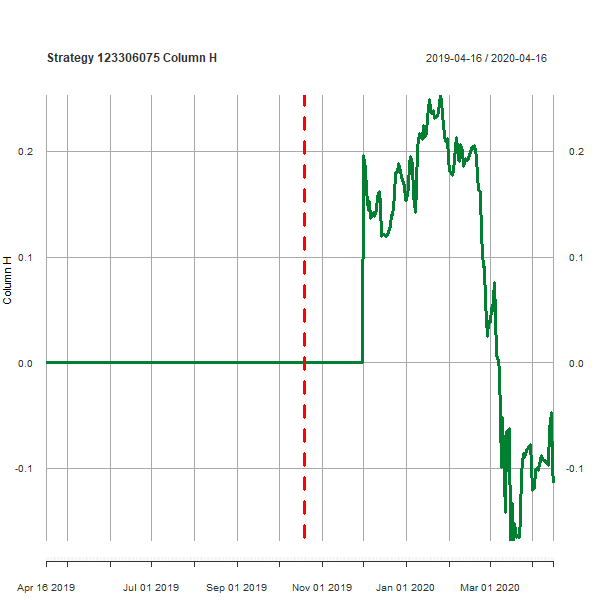 Strategy 123306075 Column H
2019-04-16 / 2020-04-16
0.2
0.2
0.1
0.1
Column H
0.0
0.0
-0.1
-0.1
Apr 16 2019
Jul 01 2019
Sep 01 2019
Nov 01 2019
Jan 01 2020
Mar 01 2020